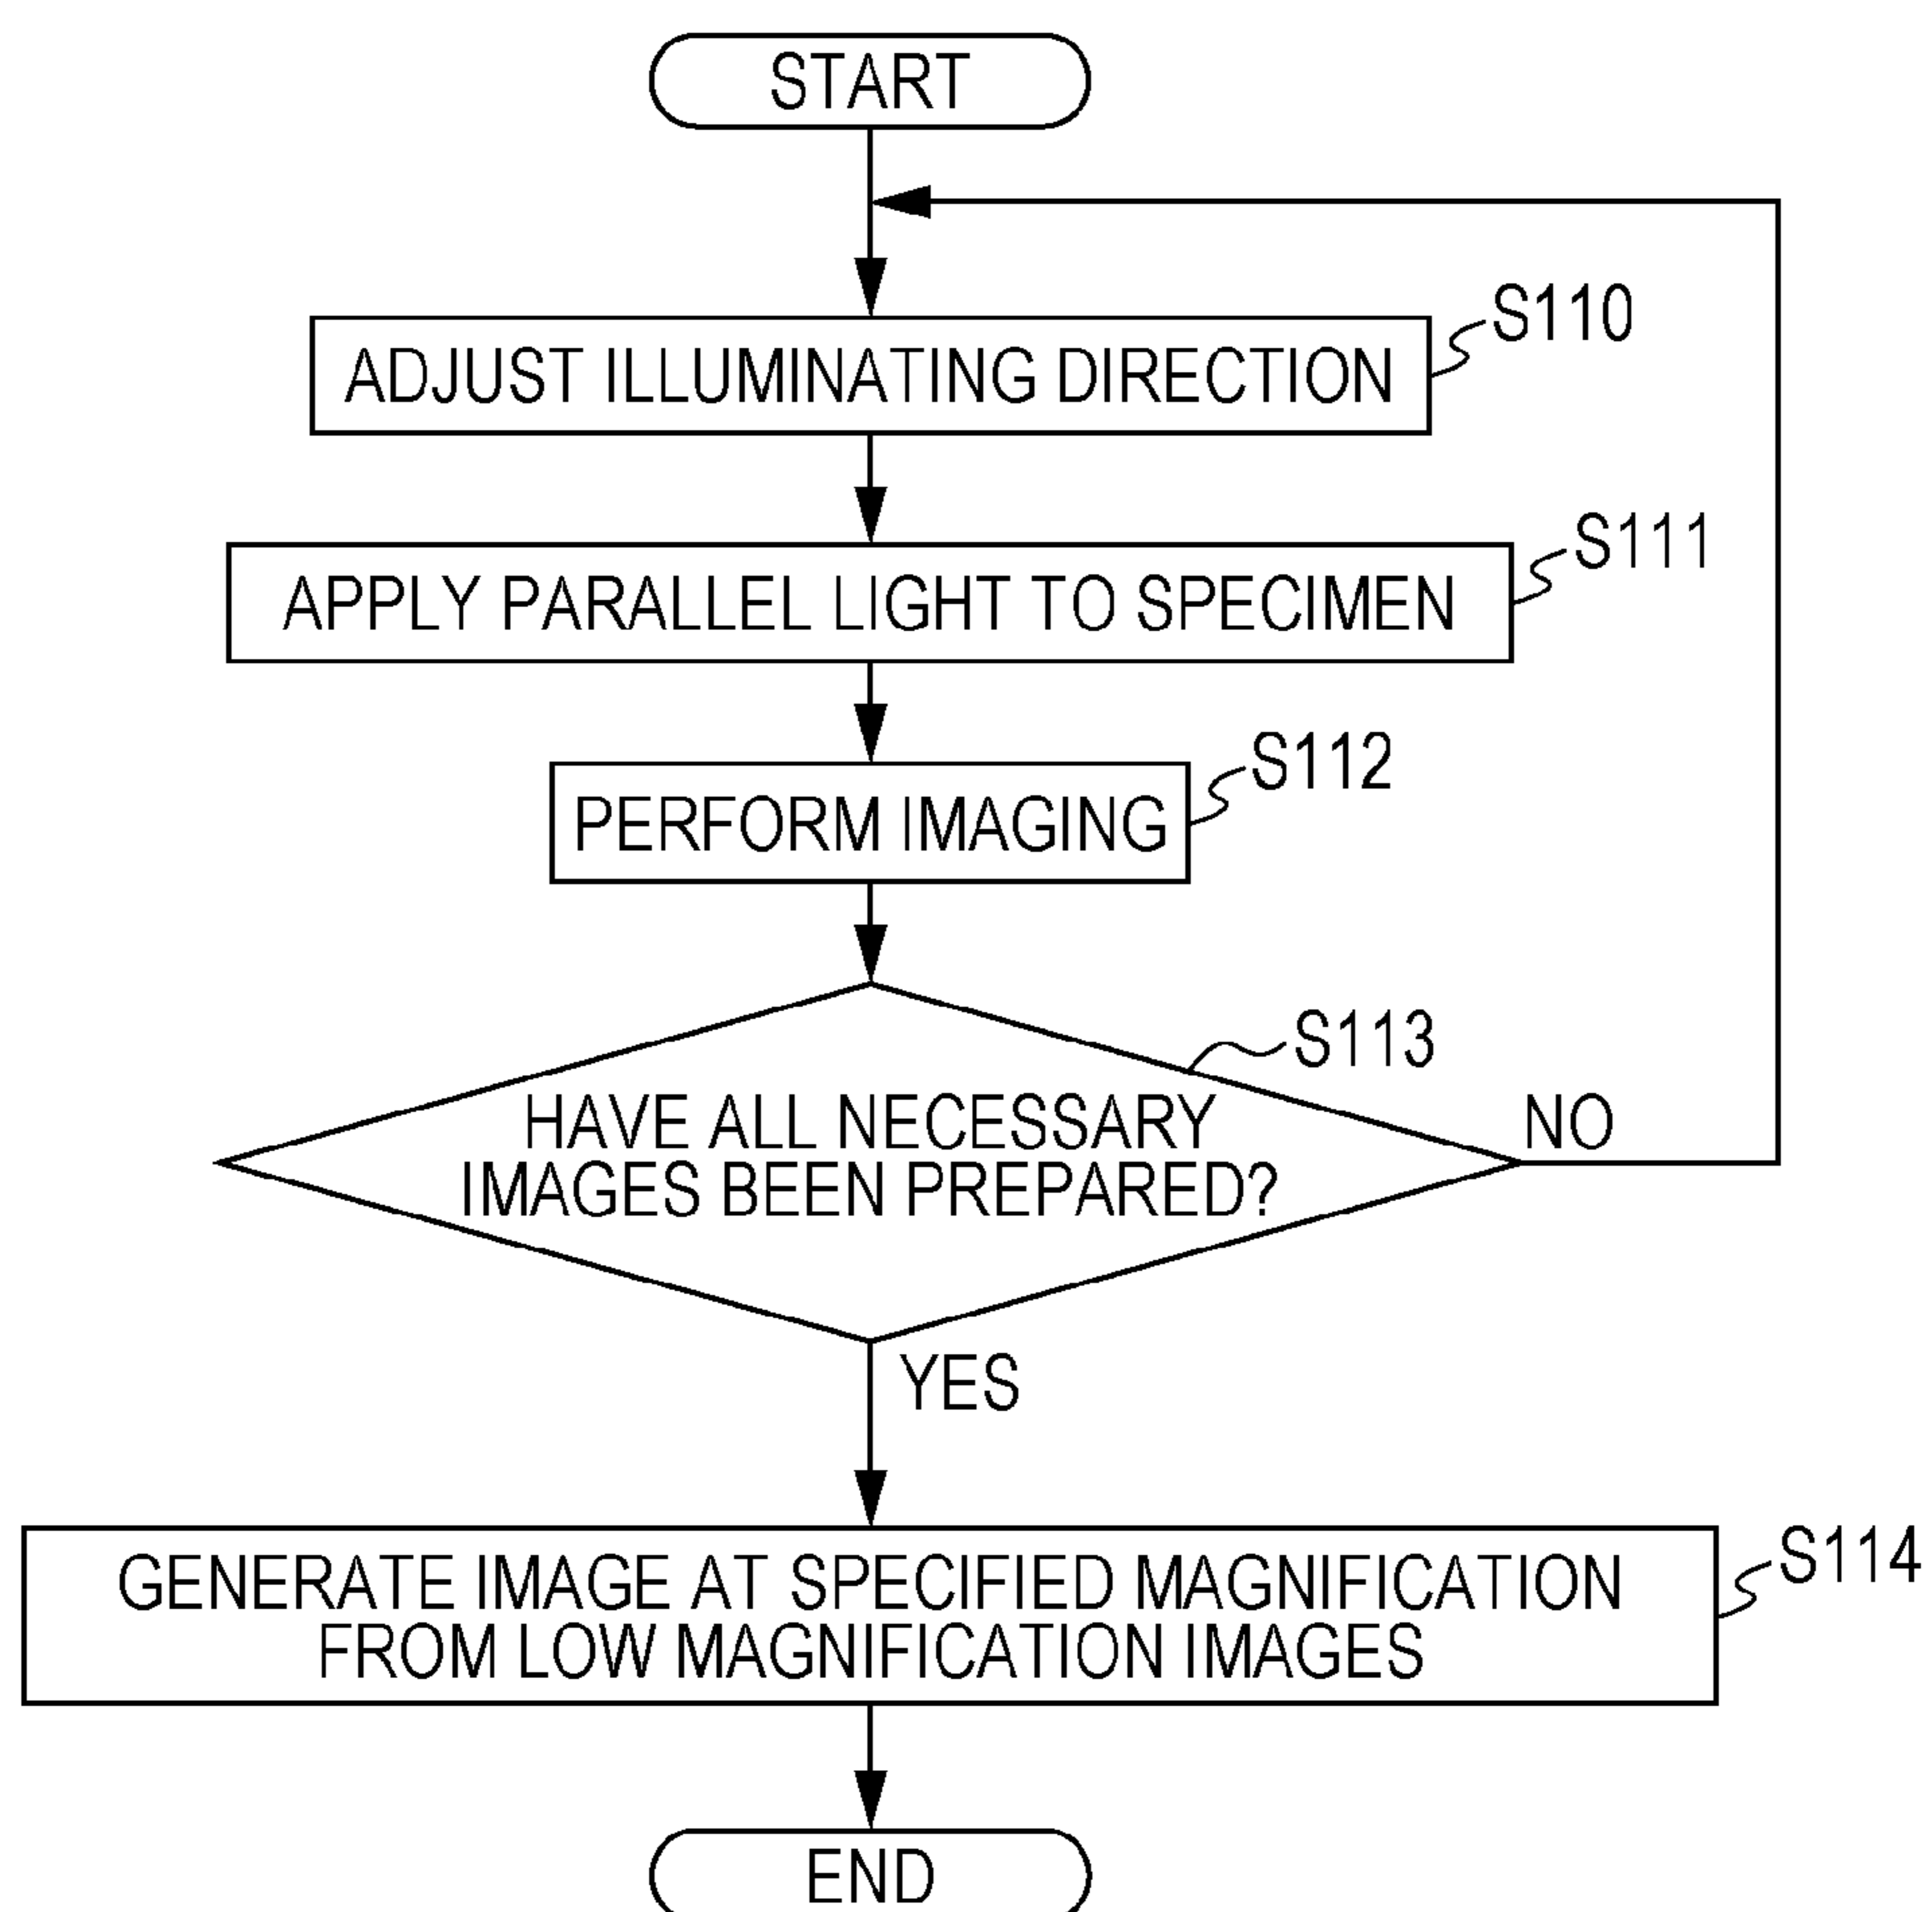 START
S110
ADJUST ILLUMINATING DIRECTION
S111
APPLY PARALLEL LIGHT TO SPECIMEN
S112
PERFORM IMAGING
S113
HAVE ALL NECESSARY
IMAGES BEEN PREPARED?
NO
YES
S114
GENERATE IMAGE AT SPECIFIED MAGNIFICATION
FROM LOW MAGNIFICATION IMAGES
END